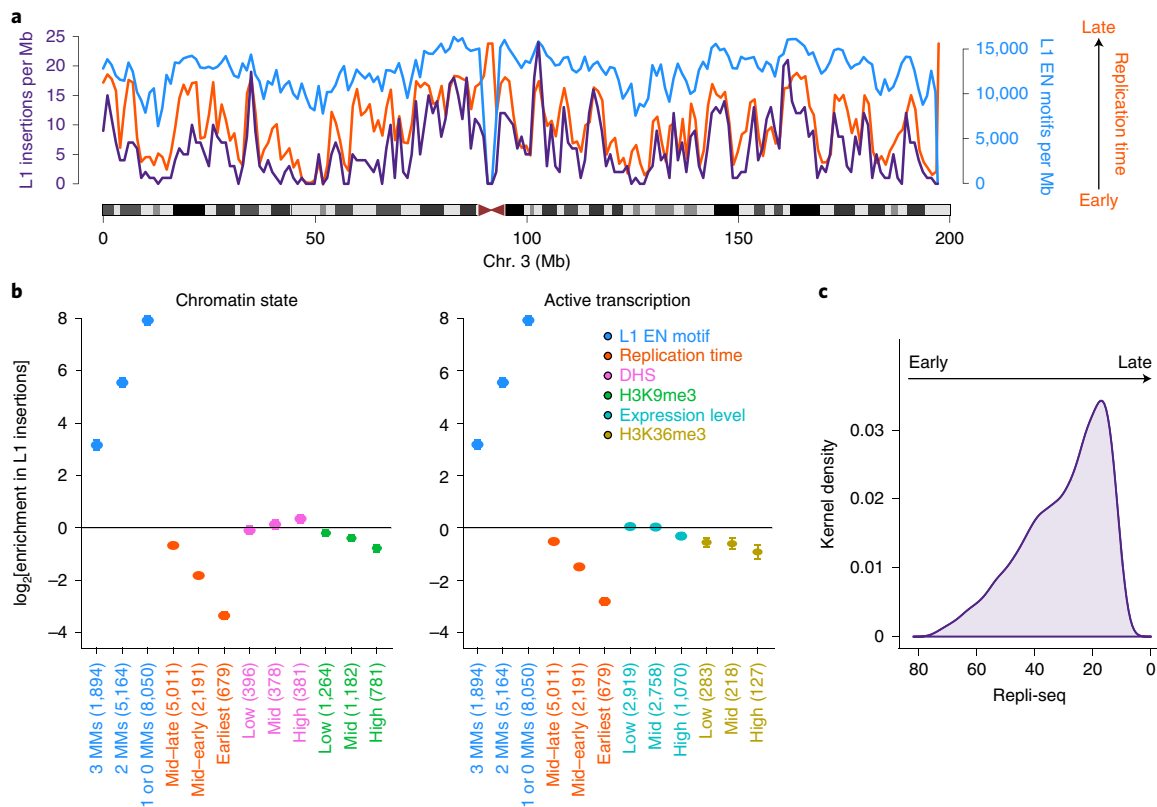 a
L1 insertions per Mb
25
20
15
10
5
0
15,000
10,000
5,000
0
L1 EN motifs per Mb
Late
Replication time
Early
0
50
100
150
200
Chr. 3 (Mb)
b
Chromatin state
log2[enrichment in L1 insertions]
8
6
4
2
0
–2
–4
3 MMs (1,894)
2 MMs (5,164)
1 or 0 MMs (8,050)
Mid–late (5,011)
Mid–early (2,191)
Earliest (679)
Low (396)
Mid (378)
High (381)
Low (1,264)
Mid (1,182)
High (781)
Active transcription
8
6
4
2
0
–2
–4
L1 EN motif
Replication time
DHS
H3K9me3
Expression level
H3K36me3
3 MMs (1,894)
2 MMs (5,164)
1 or 0 MMs (8,050)
Mid–late (5,011)
Mid–early (2,191)
Earliest (679)
Low (2,919)
Mid (2,758)
High (1,070)
Low (283)
Mid (218)
High (127)
c
Early
Late
Kernel density
0.03
0.02
0.01
0
80
60
40
20
0
Repli-seq